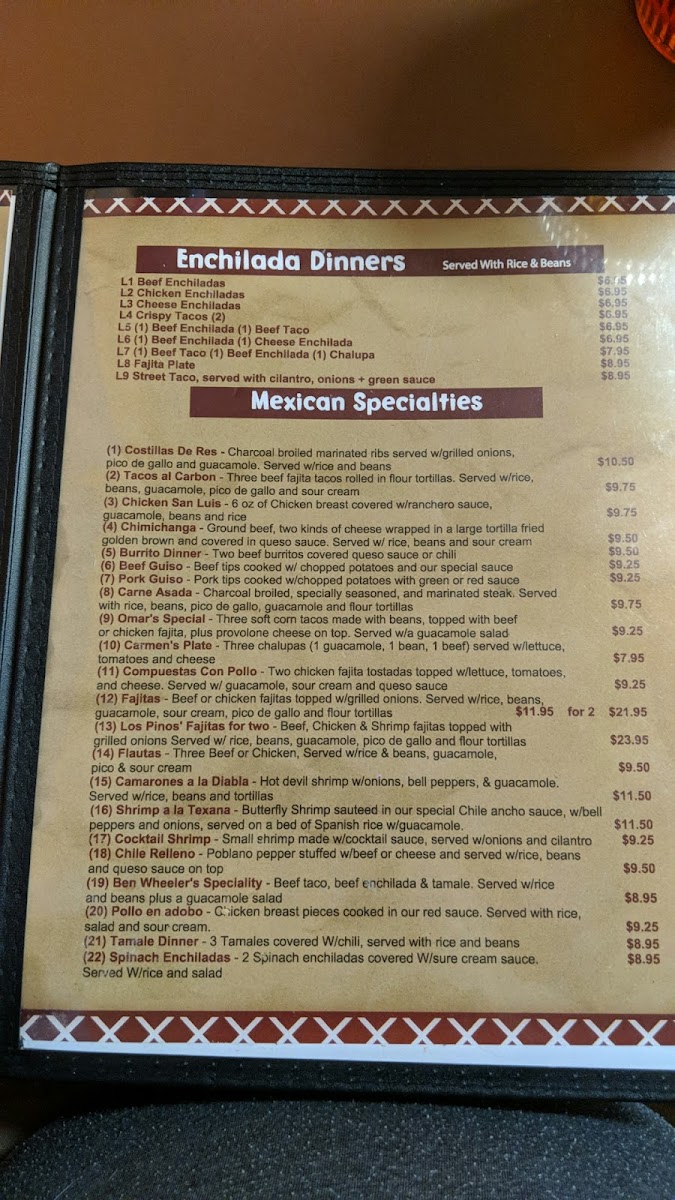 Enchilada Dinners Served With Rice & Beans
L1 Beef Enchiladas $6.95
L2 Chicken Enchiladas $6.95
L3 Cheese Enchiladas $6.95
L4 Crispy Tacos (2) $6.95
L5 (1) Beef Enchilada (1) Beef Taco $6.95
L6 (1) Beef Enchilada (1) Cheese Enchilada $6.95
L7 (1) Beef Taco (1) Beef Enchilada (1) Chalupa $7.95
L8 Fajita Plate $8.95
L9 Street Taco, served with cilantro, onions + green sauce $8.95
Mexican Specialties
(1) Costillas De Res - Charcoal broiled marinated ribs served w/grilled onions,
pico de gallo and guacamole. Served w/rice and beans $10.50
(2) Tacos al Carbon - Three beef fajita tacos rolled in flour tortillas. Served w/rice,
beans, guacamole, pico de gallo and sour cream $9.75
(3) Chicken San Luis - 6 oz of Chicken breast covered w/ranchero sauce,
guacamole, beans and rice $9.75
(4) Chimichanga - Ground beef, two kinds of cheese wrapped in a large tortilla fried
golden brown and covered in queso sauce. Served w/ rice, beans and sour cream $9.50
(5) Burrito Dinner - Two beef burritos covered queso sauce or chili $9.50
(6) Beef Guiso - Beef tips cooked w/ chopped potatoes and our special sauce $9.25
(7) Pork Guiso - Pork tips cooked w/chopped potatoes with green or red sauce $9.25
(8) Carne Asada - Charcoal broiled, specially seasoned, and marinated steak. Served
with rice, beans, pico de gallo, guacamole and flour tortillas $9.75
(9) Omar's Special - Three soft corn tacos made w/beans, topped with beef
or chicken fajita, plus provolone cheese on top. Served w/a guacamole salad $9.25
(10) Carmen's Plate - Three chalupas (1 guacamole, 1 bean, 1 beef) served w/lettuce,
tomatoes and cheese $7.95
(11) Compuestas Con Pollo - Two chicken fajita tostadas topped w/lettuce, tomatoes,
and cheese. Served w/ guacamole, sour cream and queso sauce $9.25
(12) Fajitas - Beef or chicken fajitas topped w/grilled onions. Served w/rice, beans,
guacamole, sour cream, pico de gallo and flour tortillas $11.95 for 2 $21.95
(13) Los Pinos' Fajitas for two - Beef, Chicken & Shrimp fajitas topped with
grilled onions Served w/ rice, beans, guacamole, pico de gallo and flour tortillas $23.95
(14) Flautas - Three Beef or Chicken, Served w/rice & beans, guacamole,
pico & sour cream $9.50
(15) Camarones a la Diabla - Hot devil shrimp w/onions, bell peppers, & guacamole.
Served w/rice, beans and tortillas $11.50
(16) Shrimp a la Texana - Butterfly Shrimp sauteed in our special Chile ancho sauce, w/bell
peppers and onions, served on a bed of Spanish rice w/guacamole. $11.50
(17) Cocktail Shrimp - Small shrimp made w/cocktail sauce, served w/onions and cilantro $9.25
(18) Chile Relleno - Poblano pepper stuffed w/beef or cheese and served w/rice, beans
and queso sauce on top $9.50
(19) Ben Wheeler's Speciality - Beef taco, beef enchilada & tamale. Served w/rice
and beans plus a guacamole salad $8.95
(20) Pollo en adobo - Chicken breast pieces cooked in our red sauce. Served with rice,
salad and sour cream. $9.25
(21) Tamale Dinner - 3 Tamales covered W/chili, served with rice and beans $8.95
(22) Spinach Enchiladas - 2 Spinach enchiladas covered W/sure cream sauce. $8.95
Served W/rice and salad